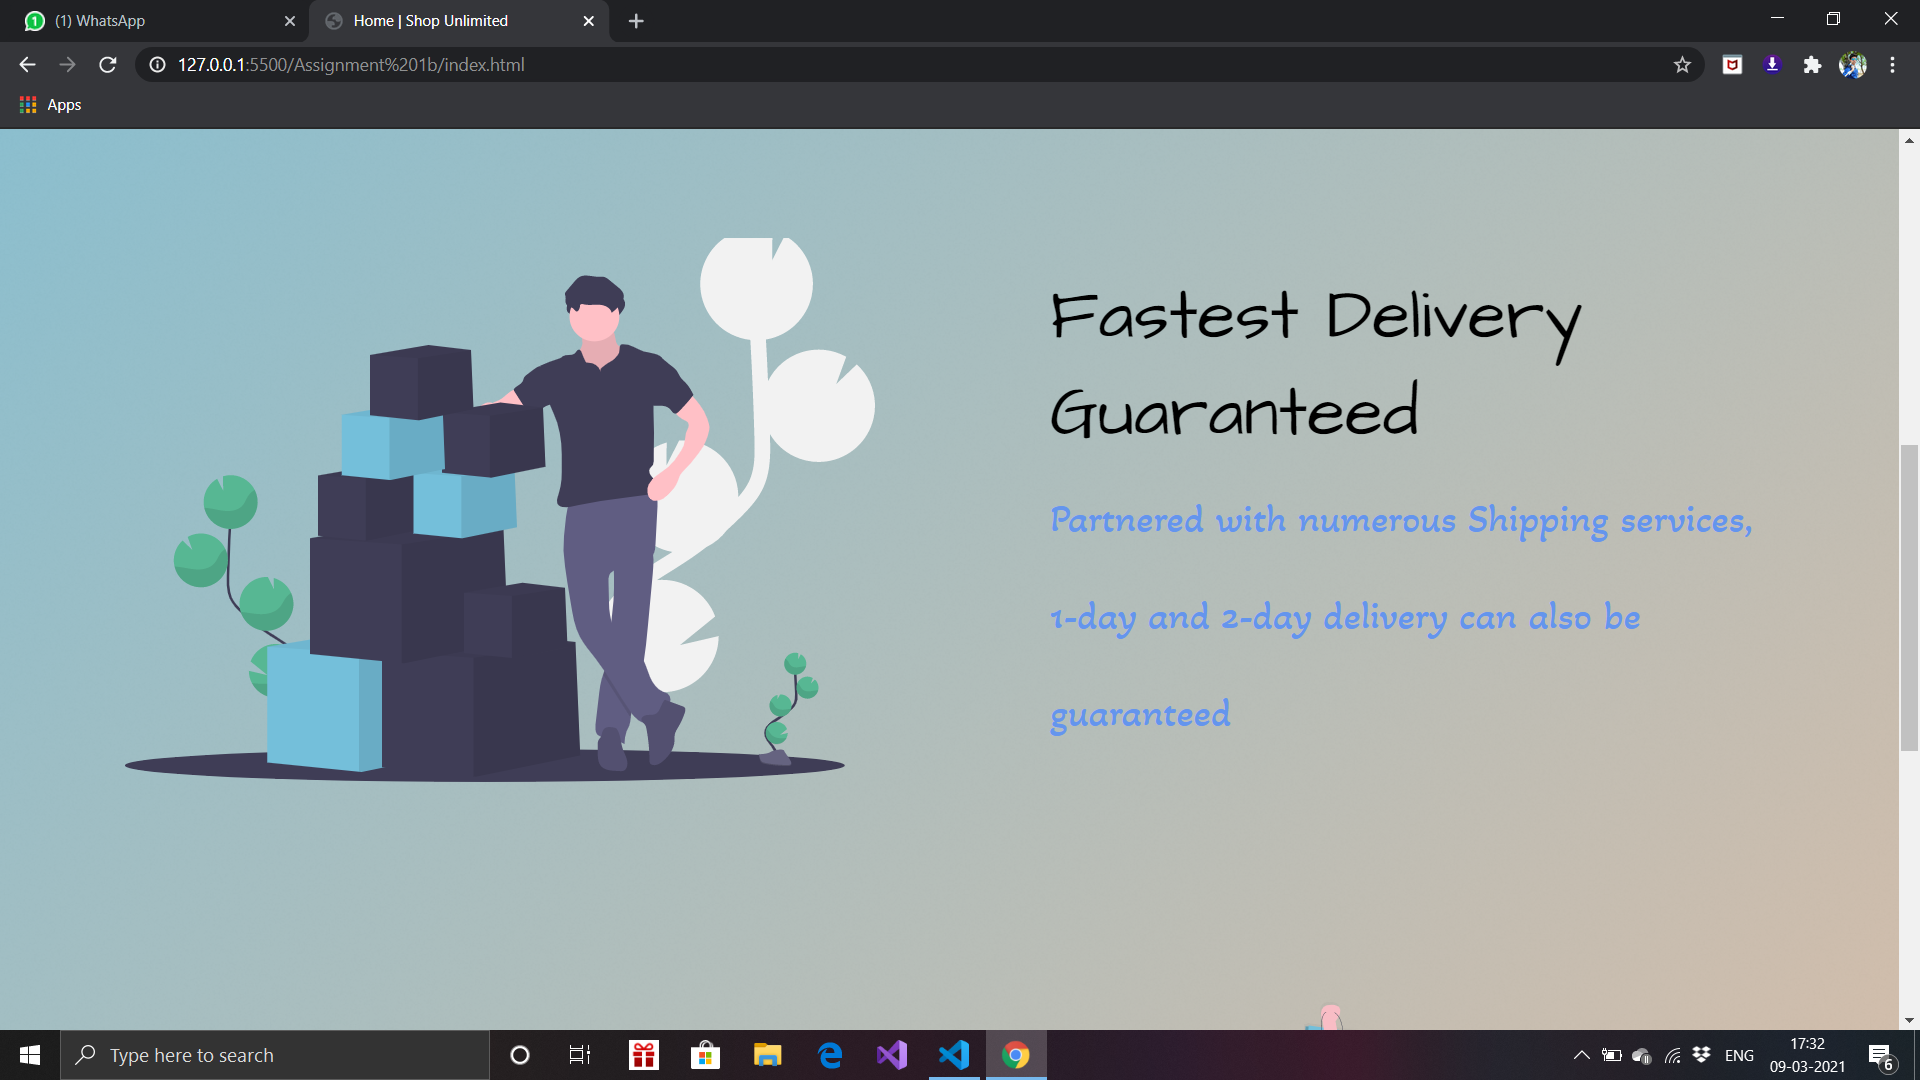 (1) WhatsApp
Home | Shop Unlimited
127.0.0.1:5500/Assignment%201b/index.html
Apps
Fastest Delivery
Guaranteed
Partnered with numerous Shipping services,
1-day and 2-day delivery can also be
guaranteed
Type here to search
ENG
17:32
09-03-2021
6